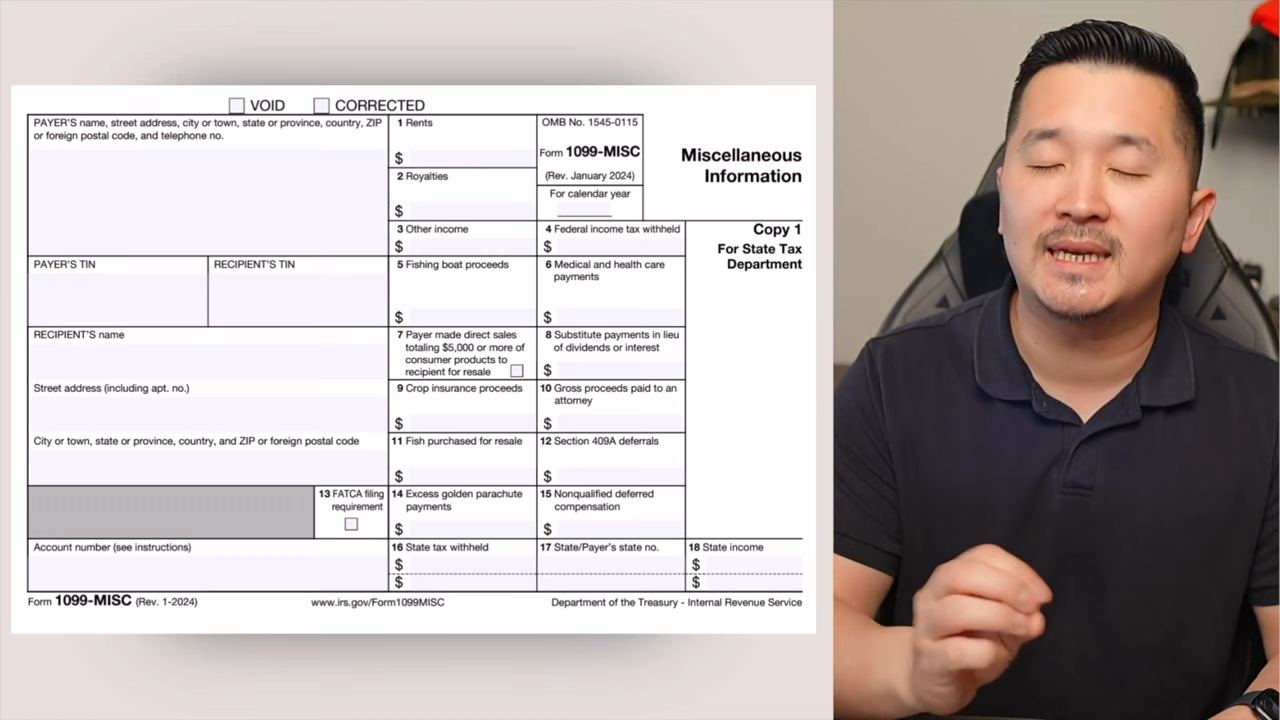 VOID
CORRECTED
PAYER'S name, street address, city or town, state or province, country, ZIP
or foreign postal code, and telephone no.
1 Rents
$
2 Royalties
$
OMB No. 1545-0115
Form 1099-MISC
(Rev. January 2024)
For calendar year
Miscellaneous
Information
3 Other income
$
4 Federal income tax withheld
$
Copy 1
For State Tax
Department
PAYER'S TIN
RECIPIENT'S TIN
5 Fishing boat proceeds
$
6 Medical and health care
payments
$
RECIPIENT'S name
7 Payer made direct sales
totaling $5,000 or more of
consumer products to
recipient for resale
8 Substitute payments in lieu
of dividends or interest
$
Street address (including apt. no.)
9 Crop insurance proceeds
$
10 Gross proceeds paid to an
attorney
$
City or town, state or province, country, and ZIP or foreign postal code
11 Fish purchased for resale
$
12 Section 409A deferrals
$
13 FATCA filing
requirement
14 Excess golden parachute
payments
$
15 Nonqualified deferred
compensation
$
Account number (see instructions)
16 State tax withheld
$
$
17 State/Payer's state no.
18 State income
$
$
Form 1099-MISC (Rev. 1-2024)
www.irs.gov/Form1099MISC
Department of the Treasury - Internal Revenue Service